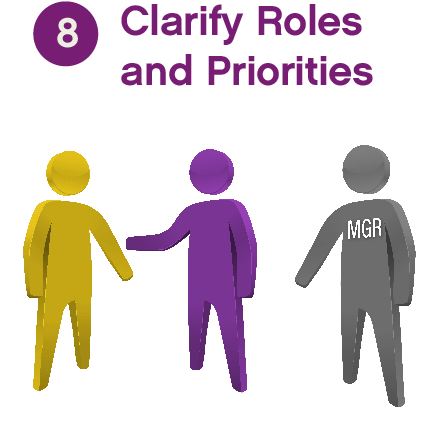 8
Clarify Roles
and Priorities
MGR